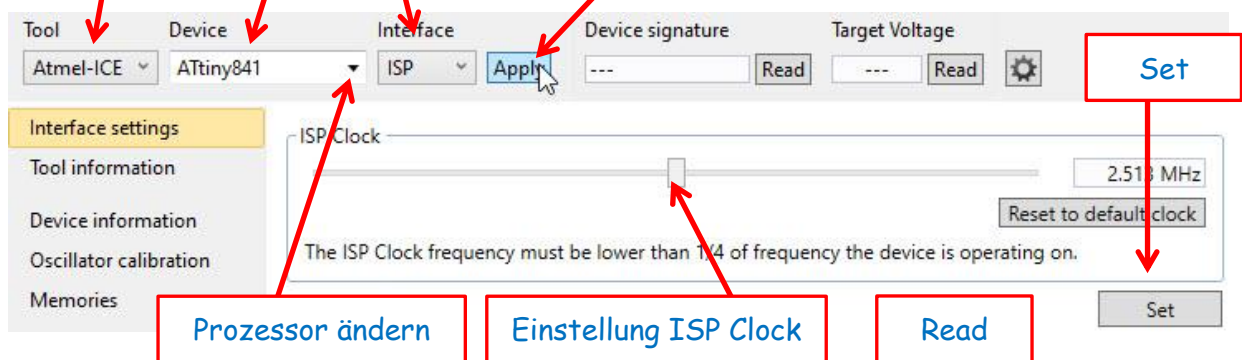 Tool Device Interface Device signature Target Voltage
Atmel-ICE ATtiny841 ISP Apply --- Read --- Read Set
Interface settings
ISP Clock
Tool information
2.513 MHz
Reset to default clock
Device information
The ISP Clock frequency must be lower than 1/4 of frequency the device is operating on.
Oscillator calibration
Memories
Set
Prozessor ändern Einstellung ISP Clock Read